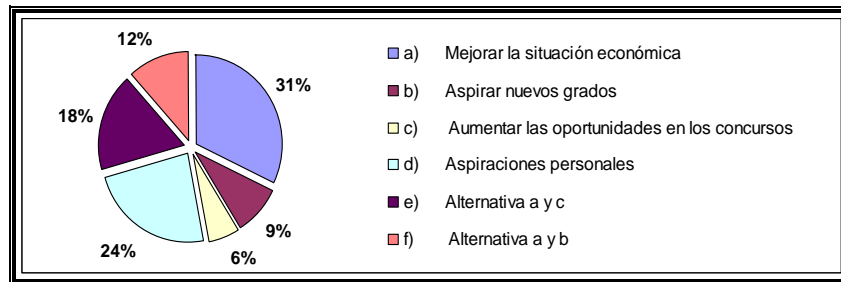 12%
31%
18%
24%
6%
9%
a) Mejorar la situación económica
b) Aspirar nuevos grados
c) Aumentar las oportunidades en los concursos
d) Aspiraciones personales
e) Alternativa a y c
f) Alternativa a y b